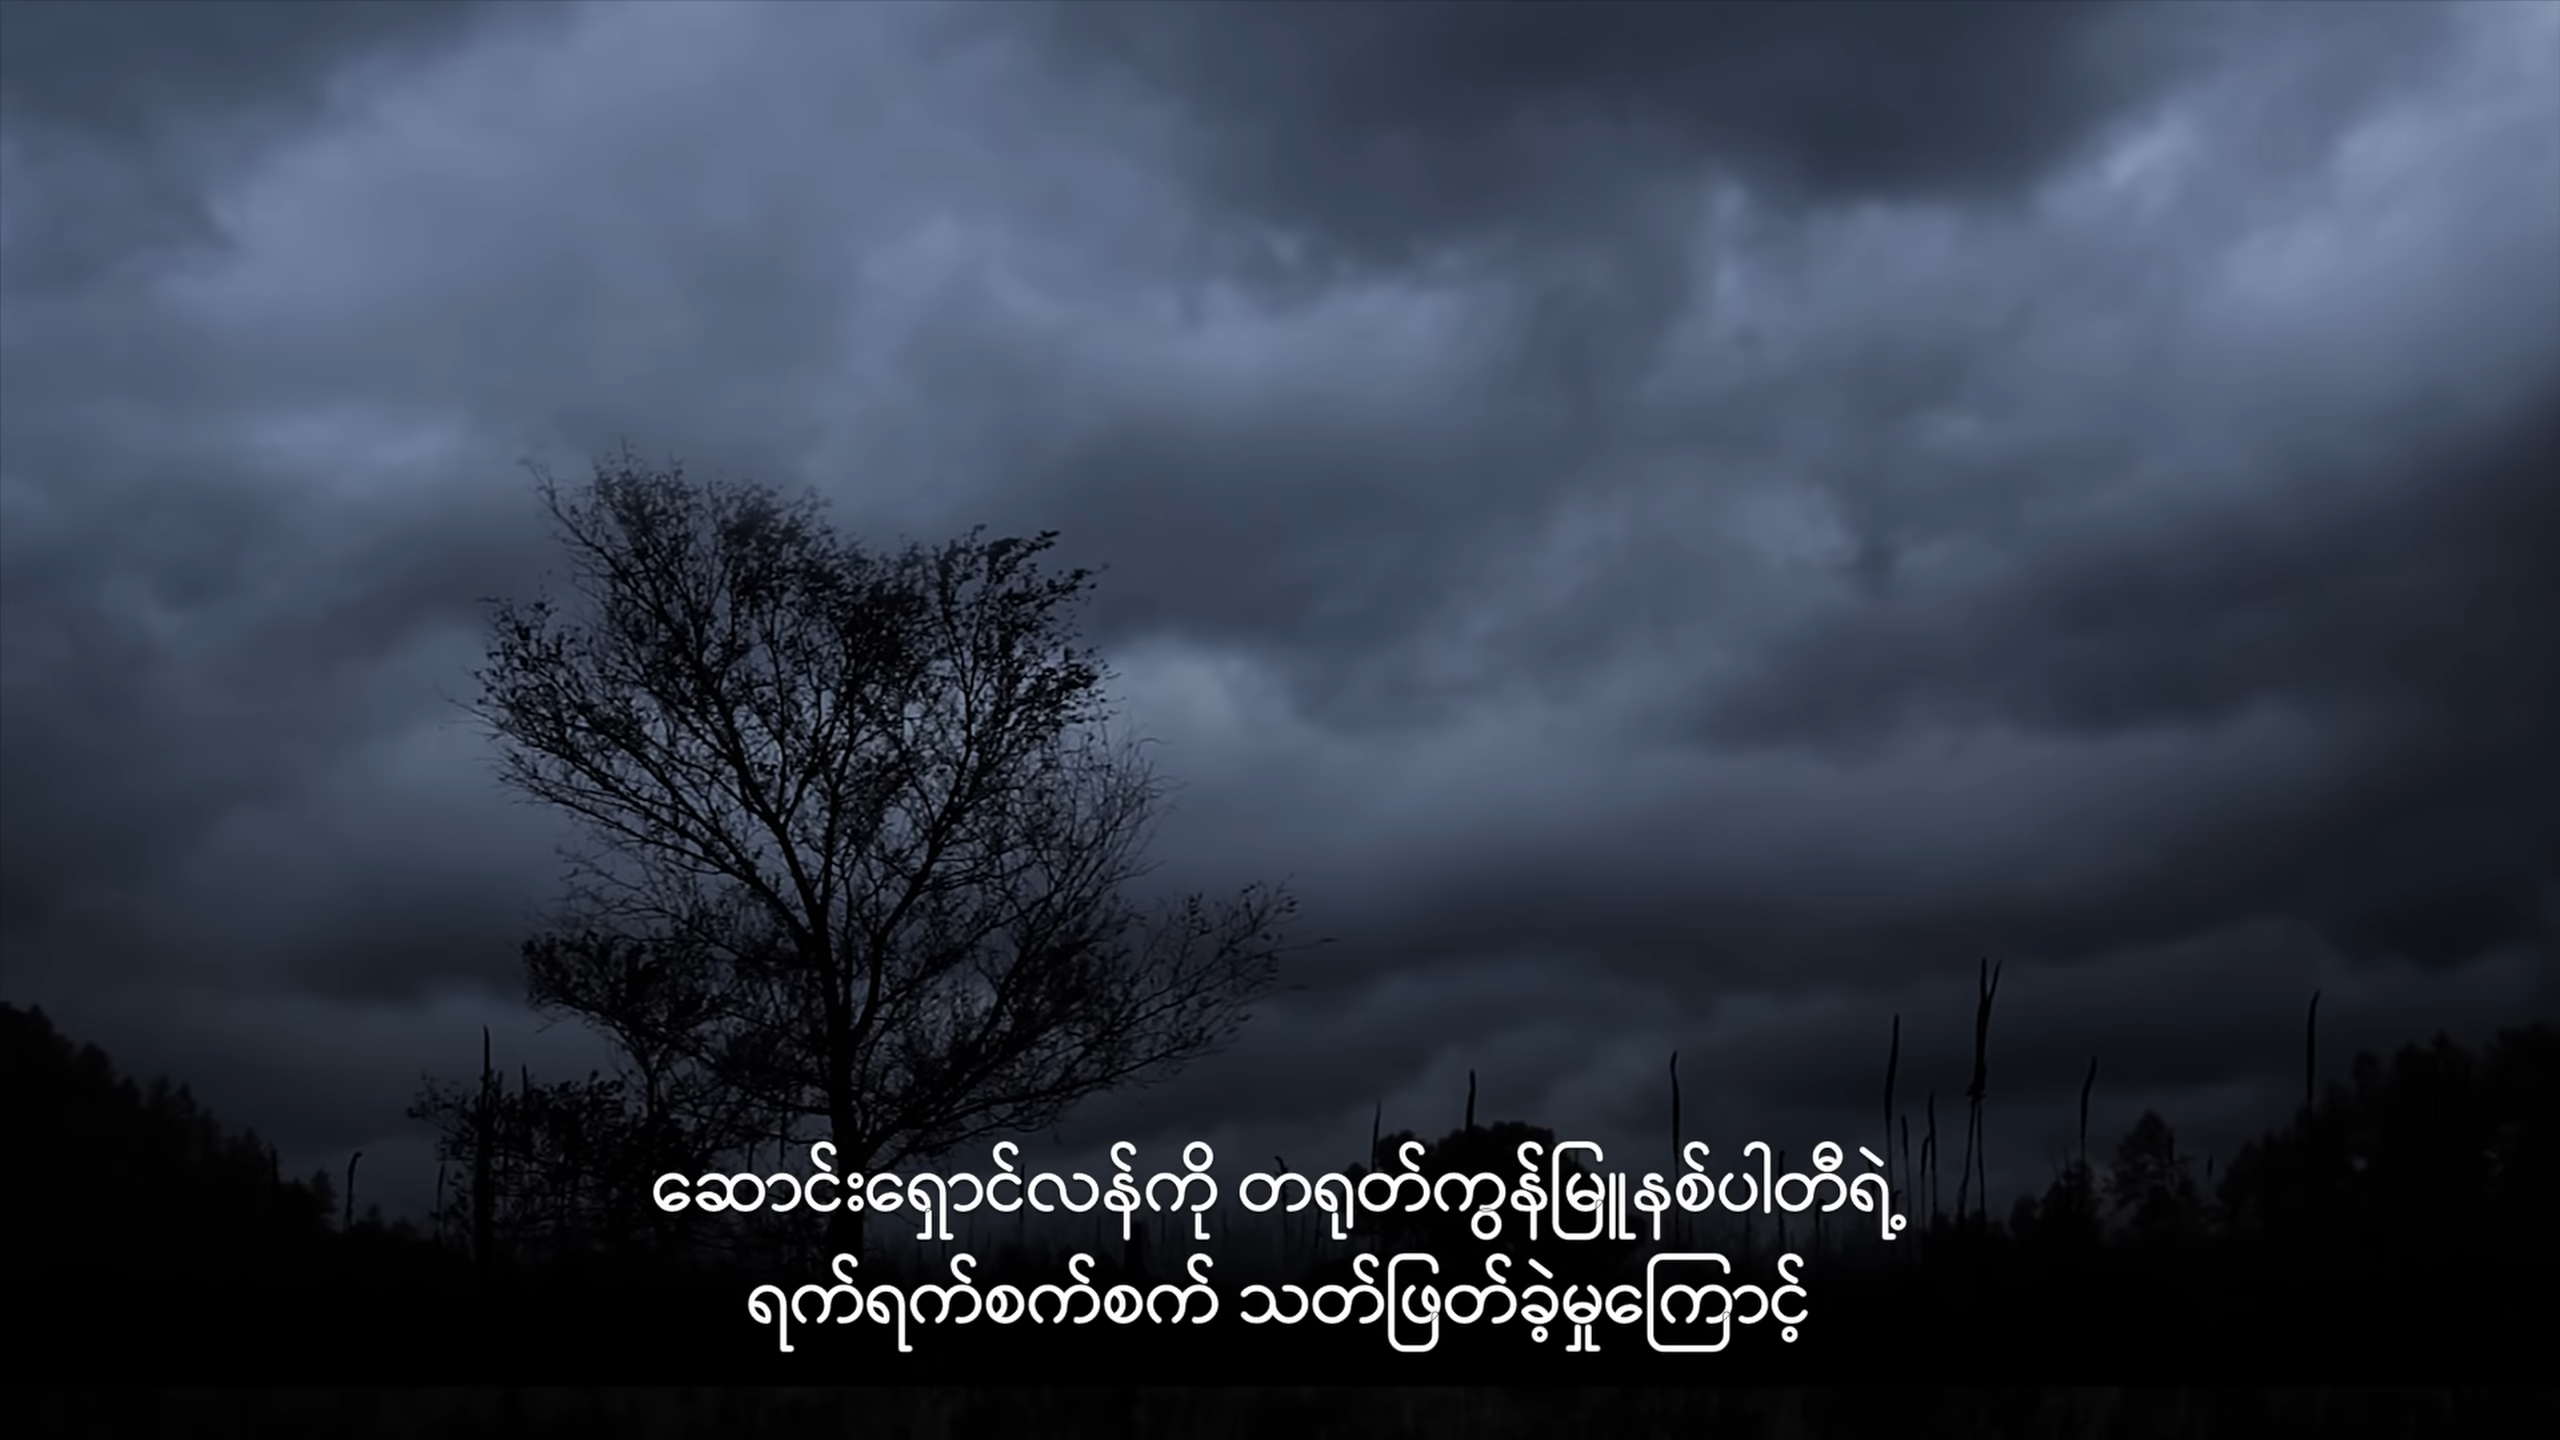 ဆောင်းရှောင်လန်ကို တရုတ်ကွန်မြူနစ်ပါတီရဲ့
ရက်ရက်စက်စက် သတ်ဖြတ်ခဲ့မှုကြောင့်